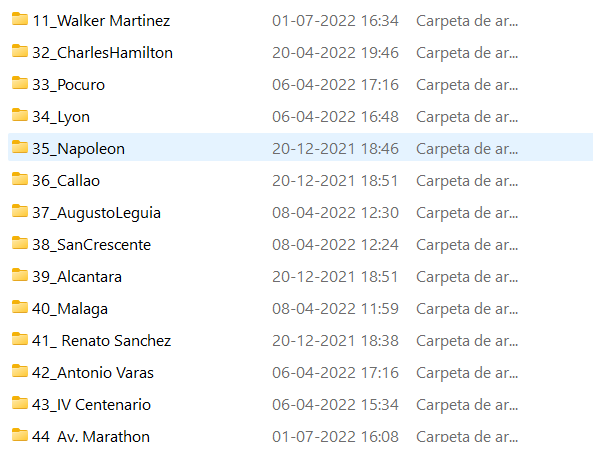 11_Walker Martinez 01-07-2022 16:34 Carpeta de ar...
32_CharlesHamilton 20-04-2022 19:46 Carpeta de ar...
33_Pocuro 06-04-2022 17:16 Carpeta de ar...
34_Lyon 06-04-2022 16:48 Carpeta de ar...
35_Napoleon 20-12-2021 18:46 Carpeta de ar...
36_Callao 20-12-2021 18:51 Carpeta de ar...
37_AugustoLeguia 08-04-2022 12:30 Carpeta de ar...
38_SanCrescente 08-04-2022 12:24 Carpeta de ar...
39_Alcantara 20-12-2021 18:51 Carpeta de ar...
40_Malaga 08-04-2022 11:59 Carpeta de ar...
41_ Renato Sanchez 20-12-2021 18:38 Carpeta de ar...
42_Antonio Varas 06-04-2022 17:16 Carpeta de ar...
43_IV Centenario 06-04-2022 15:34 Carpeta de ar...
44_Av. Marathon 01-07-2022 16:08 Carpeta de ar...